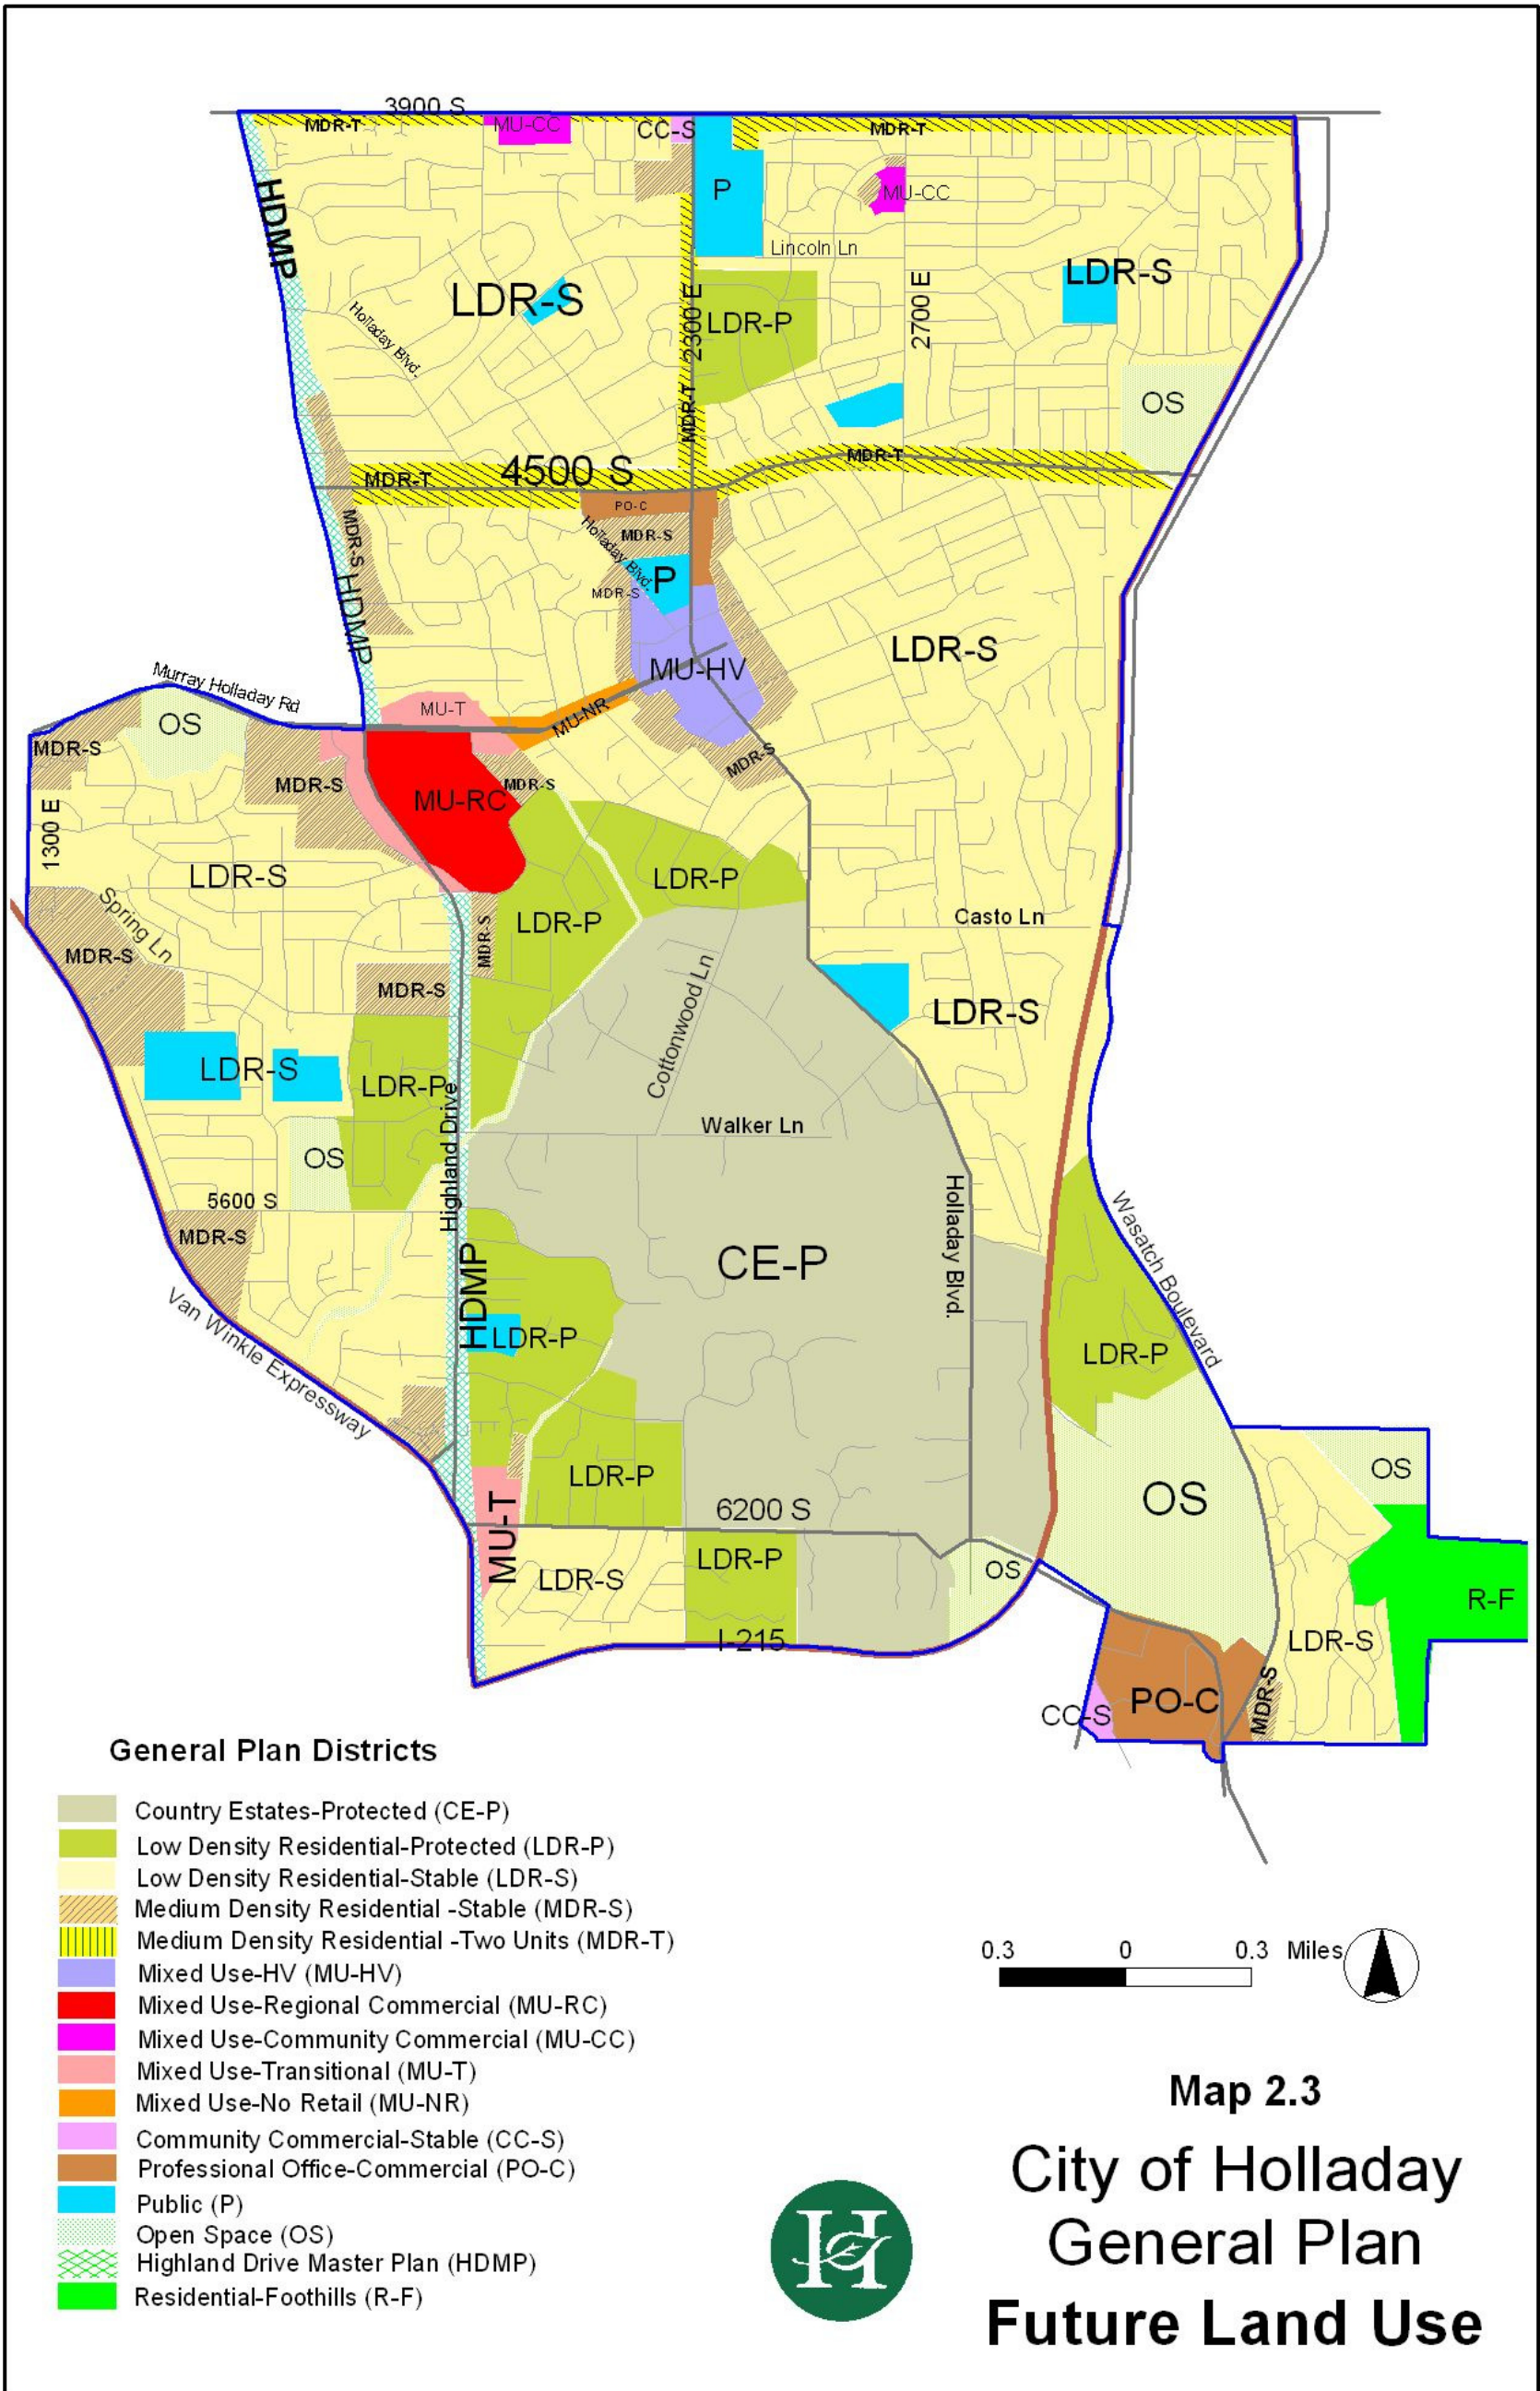 3900 S
MDR-T
MU-CC
CC-S
MDR-T
HDMP
P
MU-CC
Lincoln Ln
LDR-S
LDR-S
2300 E
2700 E
Holladay Blvd.
LDR-P
MDR-T
OS
4500 S
MDR-T
MDR-T
PO-C
MDR-S
Holladay Blvd.
MDR-S
P
MDR-S
HDMP
LDR-S
MU-HV
Murray Holladay Rd
OS
MU-T
MU-NR
MDR-S
MDR-S
MDR-S
MDR-S
MU-RC
1300 E
LDR-S
LDR-P
Spring Ln
LDR-P
Casto Ln
MDR-S
MDR-S
MDR-S
Cottonwood Ln
LDR-S
LDR-S
LDR-P
Walker Ln
Highland Drive
OS
5600 S
MDR-S
Holladay Blvd.
Wasatch Boulevard
CE-P
HDMP
LDR-P
LDR-P
Van Winkle Expressway
LDR-P
OS
OS
MU-T
6200 S
LDR-P
LDR-S
OS
R-F
I-215
LDR-S
PO-C
CC-S
MDR-S
General Plan Districts
Country Estates-Protected (CE-P)
Low Density Residential-Protected (LDR-P)
Low Density Residential-Stable (LDR-S)
Medium Density Residential -Stable (MDR-S)
Medium Density Residential -Two Units (MDR-T)
Mixed Use-HV (MU-HV)
Mixed Use-Regional Commercial (MU-RC)
Mixed Use-Community Commercial (MU-CC)
Mixed Use-Transitional (MU-T)
Mixed Use-No Retail (MU-NR)
Community Commercial-Stable (CC-S)
Professional Office-Commercial (PO-C)
Public (P)
Open Space (OS)
Highland Drive Master Plan (HDMP)
Residential-Foothills (R-F)
0.3 0 0.3 Miles
H
Map 2.3
City of Holladay
General Plan
Future Land Use